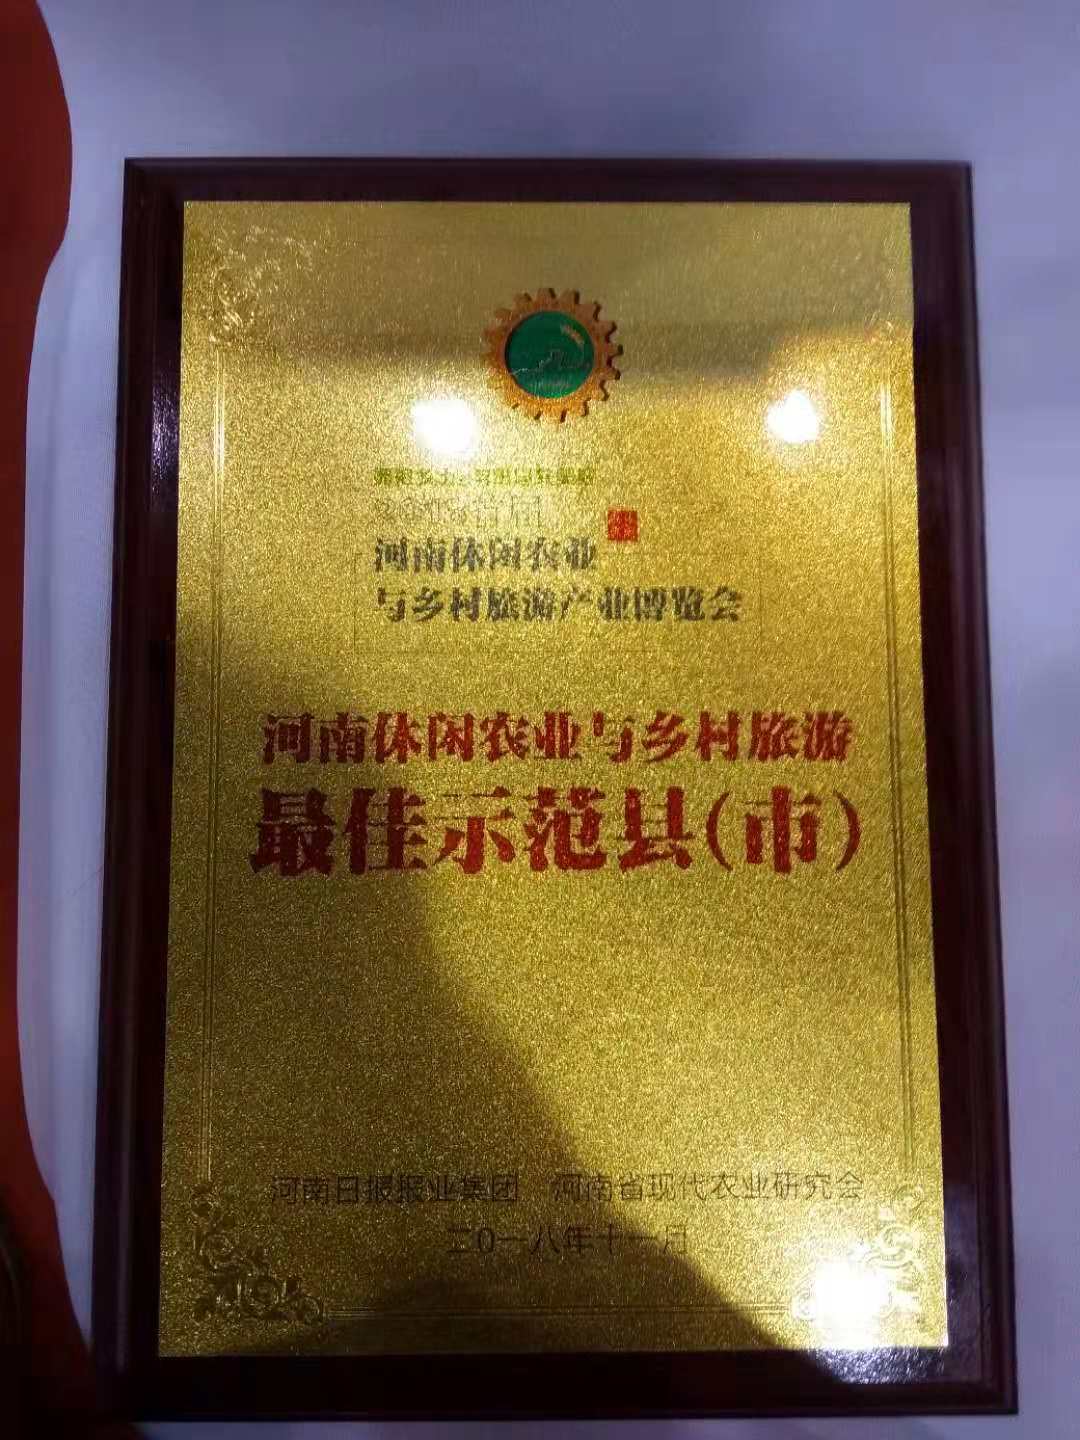 河南休闲农业
与乡村旅游产业博览会
河南休闲农业与乡村旅游
最佳示范县(市)
河南日报报业集团 河南省现代农业研究会
二0一八年十一月